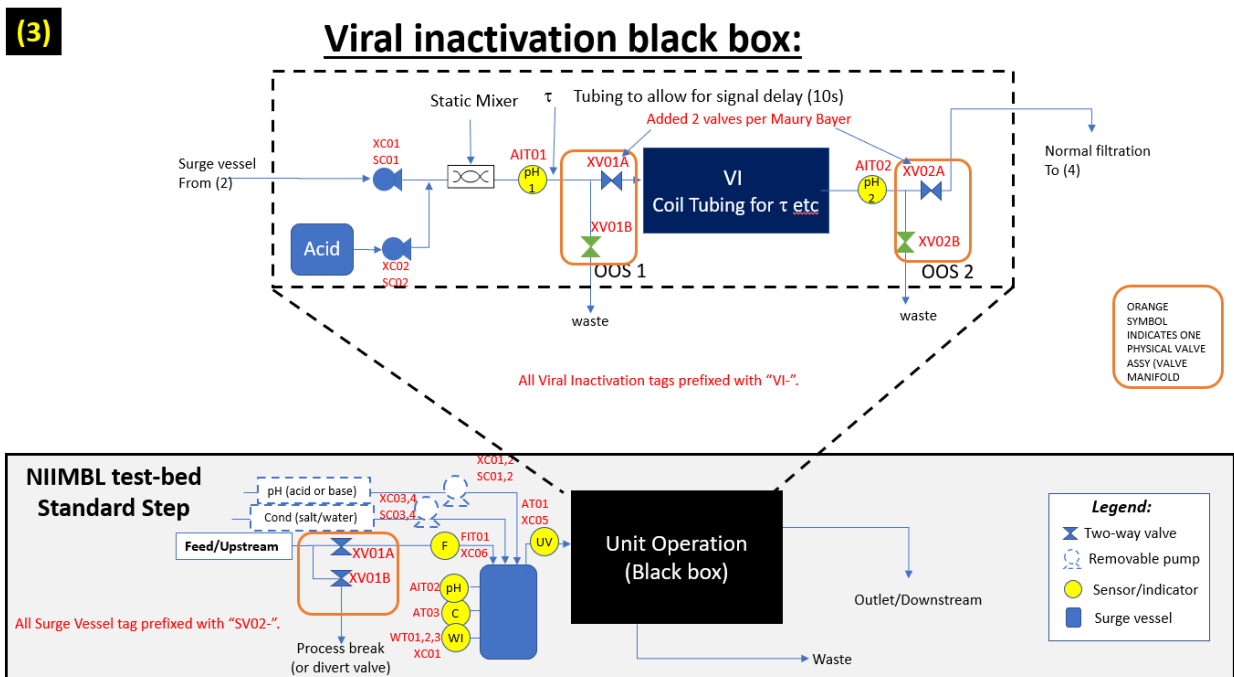 (3)
Viral inactivation black box:
Static Mixer
τ
Tubing to allow for signal delay (10s)
Added 2 valves per Maury Bayer
XC01
SC01
AIT01
XV01A
AIT02
XV02A
Surge vessel
From (2)
pH
1
VI
Coil Tubing for τ etc
pH
2
Normal filtration
To (4)
Acid
XV01B
XV02B
XC02
SC02
OOS 1
OOS 2
waste
waste
ORANGE
SYMBOL
INDICATES ONE
PHYSICAL VALVE
ASSY (VALVE
MANIFOLD
All Viral Inactivation tags prefixed with “VI-”.
NIIMBL test-bed
Standard Step
XC01,2
SC01,2
pH (acid or base)
XC03,4
SC03,4
Cond (salt/water)
AT01
XC05
Feed/Upstream
XV01A
F
FIT01
XC06
UV
XV01B
AIT02
pH
AT03
C
WT01,2,3
XC01
WI
All Surge Vessel tag prefixed with “SV02-”.
Process break
(or divert valve)
Unit Operation
(Black box)
Outlet/Downstream
Waste
Legend:
Two-way valve
Removable pump
Sensor/indicator
Surge vessel